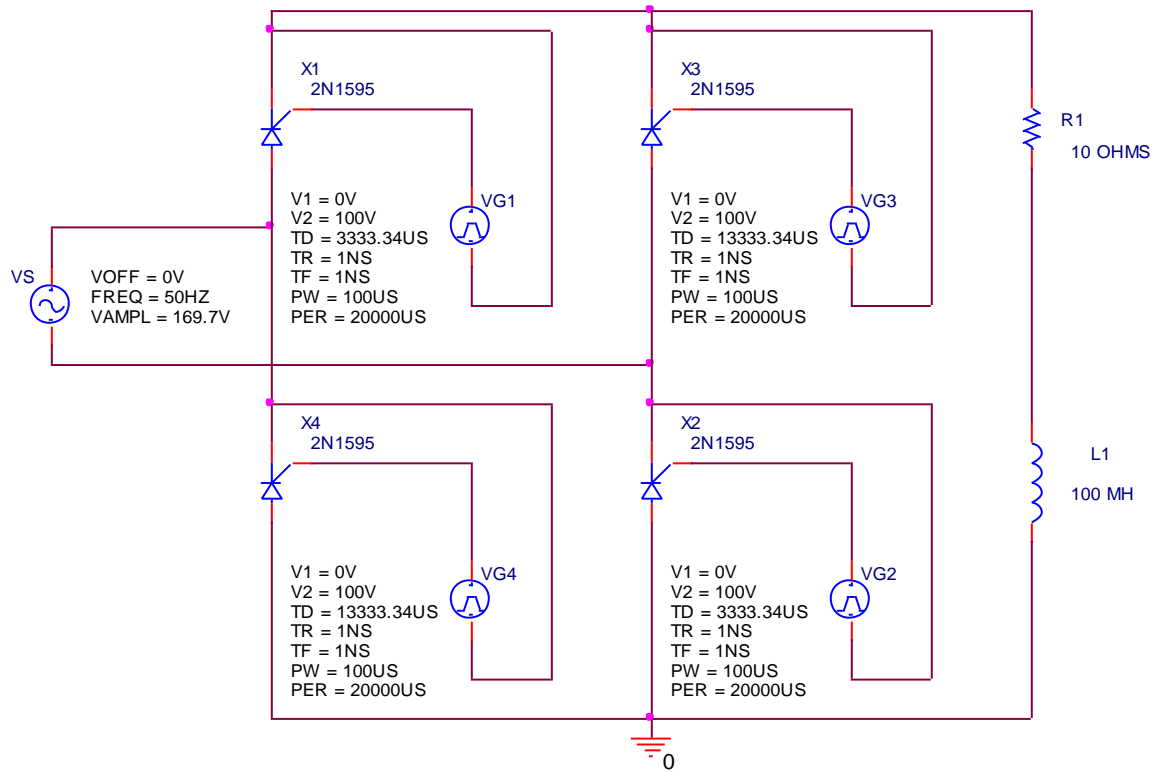 X1
2N1595
X3
2N1595
R1
10 OHMS
VG1
V1 = 0V
V2 = 100V
TD = 3333.34US
TR = 1NS
TF = 1NS
PW = 100US
PER = 20000US
VG3
V1 = 0V
V2 = 100V
TD = 13333.34US
TR = 1NS
TF = 1NS
PW = 100US
PER = 20000US
VS
VOFF = 0V
FREQ = 50HZ
VAMPL = 169.7V
X4
2N1595
X2
2N1595
L1
100 MH
VG4
V1 = 0V
V2 = 100V
TD = 13333.34US
TR = 1NS
TF = 1NS
PW = 100US
PER = 20000US
VG2
V1 = 0V
V2 = 100V
TD = 3333.34US
TR = 1NS
TF = 1NS
PW = 100US
PER = 20000US
0